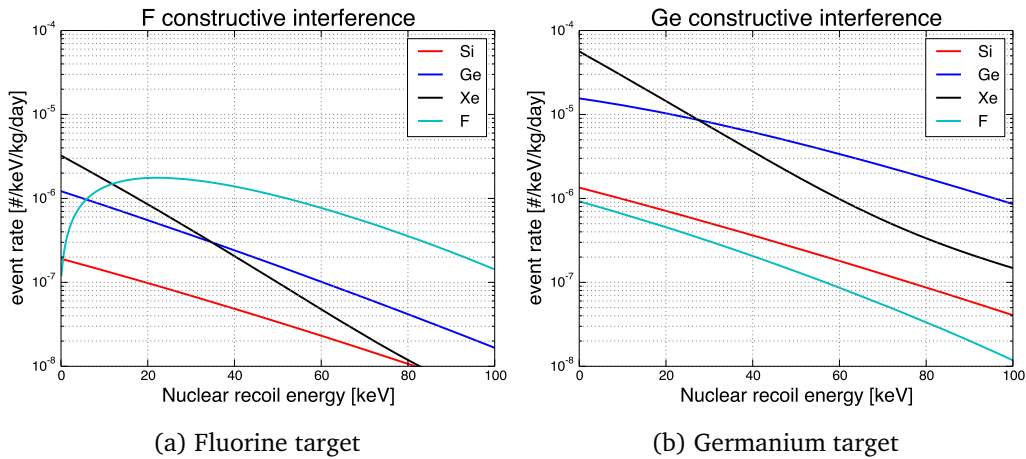 F constructive interference
10^-4
10^-5
10^-6
10^-7
10^-8
event rate [#/keV/kg/day]
Si
Ge
Xe
F
0 20 40 60 80 100
Nuclear recoil energy [keV]
(a) Fluorine target
Ge constructive interference
10^-4
10^-5
10^-6
10^-7
10^-8
event rate [#/keV/kg/day]
Si
Ge
Xe
F
0 20 40 60 80 100
Nuclear recoil energy [keV]
(b) Germanium target